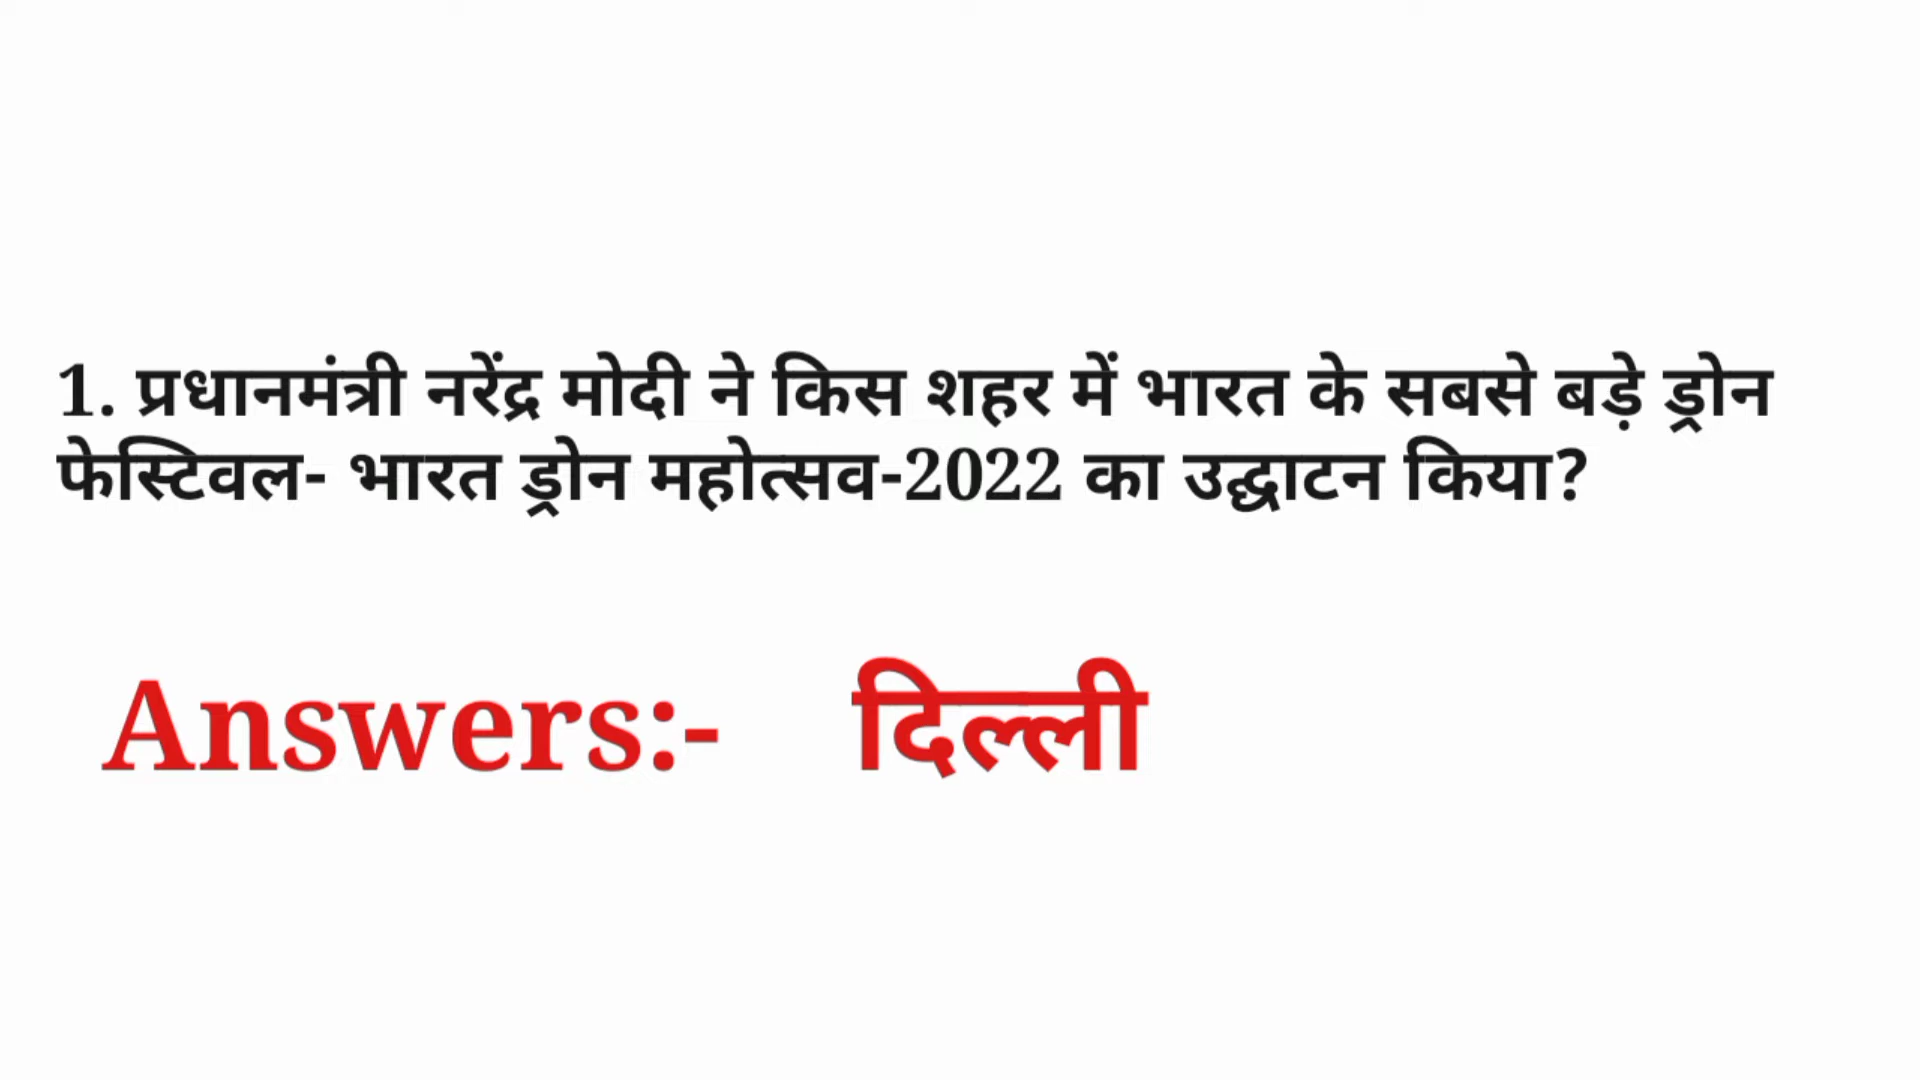 1. प्रधानमंत्री नरेंद्र मोदी ने किस शहर में भारत के सबसे बड़े ड्रोन
फेस्टिवल- भारत ड्रोन महोत्सव-2022 का उद्घाटन किया?
Answers:- दिल्ली